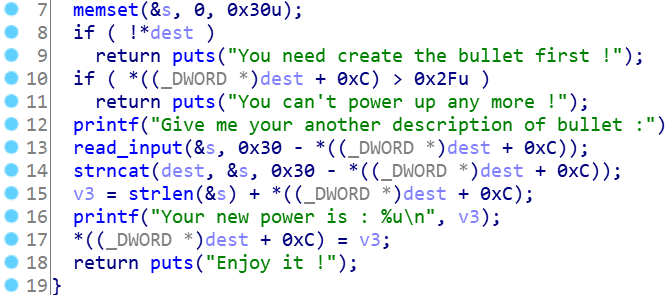 7 memset(&s, 0, 0x30u);
8 if ( !*dest )
9 return puts("You need create the bullet first !");
10 if ( *((_DWORD *)dest + 0xC) > 0x2Fu )
11 return puts("You can't power up any more !");
12 printf("Give me your another description of bullet :")
13 read_input(&s, 0x30 - *((_DWORD *)dest + 0xC));
14 strncat(dest, &s, 0x30 - *((_DWORD *)dest + 0xC));
15 v3 = strlen(&s) + *((_DWORD *)dest + 0xC);
16 printf("Your new power is : %u\n", v3);
17 *((_DWORD *)dest + 0xC) = v3;
18 return puts("Enjoy it !");
19 }